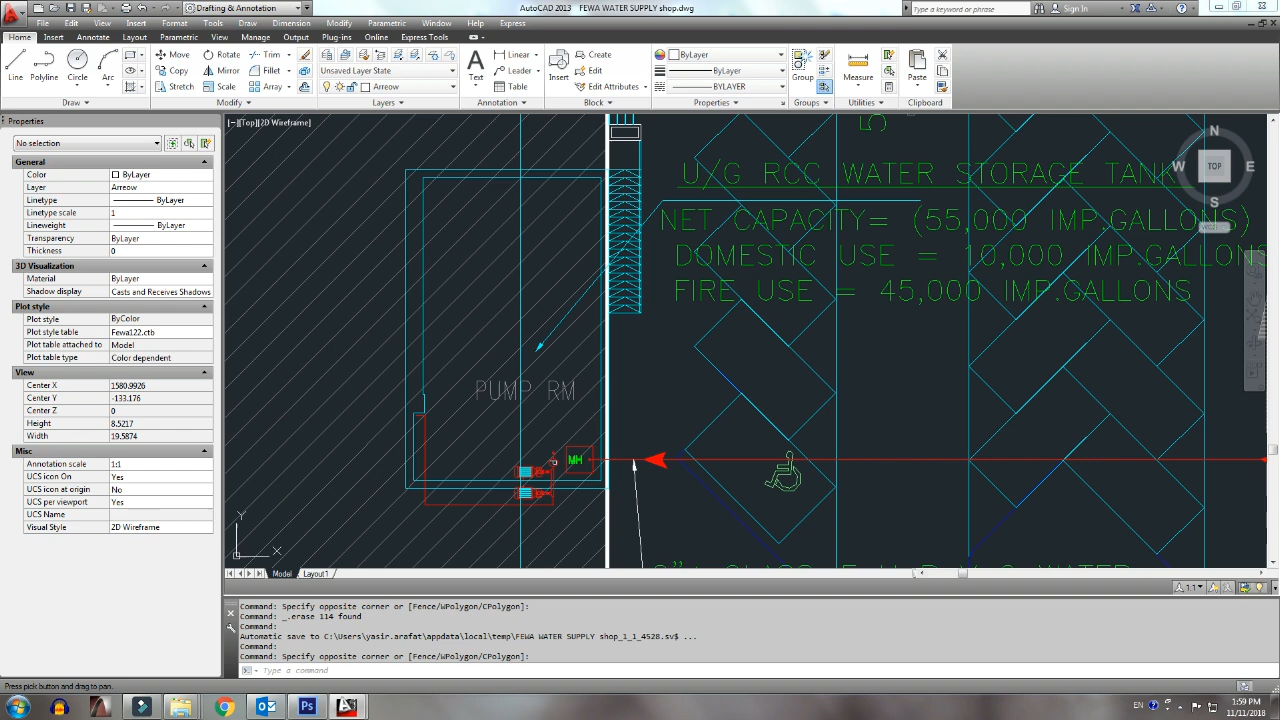 Drafting & Annotation
AutoCAD 2013 FEWA WATER SUPPLY shop.dwg
Type a keyword or phrase
Sign In
File Edit View Insert Format Tools Draw Dimension Modify Parametric Window Help Express
Home Insert Annotate Layout Parametric View Manage Output Plug-ins Online Express Tools
Line Polyline Circle Arc
Move Rotate Trim
Copy Mirror Fillet
Stretch Scale Array
Unsaved Layer State
Arreow
Text
Linear
Leader
Table
Insert
Create
Edit
Edit Attributes
ByLayer
ByLayer
BYLAYER
Group
Measure
Paste
Draw Modify Layers Annotation Block Properties Groups Utilities Clipboard
Properties
No selection
General
Color ByLayer
Layer Arreow
Linetype ByLayer
Linetype scale 1
Lineweight ByLayer
Transparency ByLayer
Thickness 0
3D Visualization
Material ByLayer
Shadow display Casts and Receives Shadows
Plot style
Plot style ByColor
Plot style table Fewa122.ctb
Plot table attached to Model
Plot table type Color dependent
View
Center X 1580.9926
Center Y -133.176
Center Z 0
Height 8.5217
Width 19.5874
Misc
Annotation scale 1:1
UCS icon On Yes
UCS icon at origin No
UCS per viewport Yes
UCS Name
Visual Style 2D Wireframe
[−][Top][2D Wireframe]
N
W TOP E
S
U/G RCC WATER STORAGE TANK
NET CAPACITY= (55,000 IMP.GALLONS)
DOMESTIC USE = 10,000 IMP.GALLONS
FIRE USE = 45,000 IMP.GALLONS
PUMP RM
MH
Y
X
Model Layout1
1:1
Command: Specify opposite corner or [Fence/WPolygon/CPolygon]:
Command: _.erase 114 found
Command:
Automatic save to C:\Users\yasir.arafat\appdata\local\temp\FEWA WATER SUPPLY shop_1_1_4528.sv$ ...
Command:
Command: Specify opposite corner or [Fence/WPolygon/CPolygon]:
Type a command
Press pick button and drag to pan.
EN
1:59 PM
11/11/2018